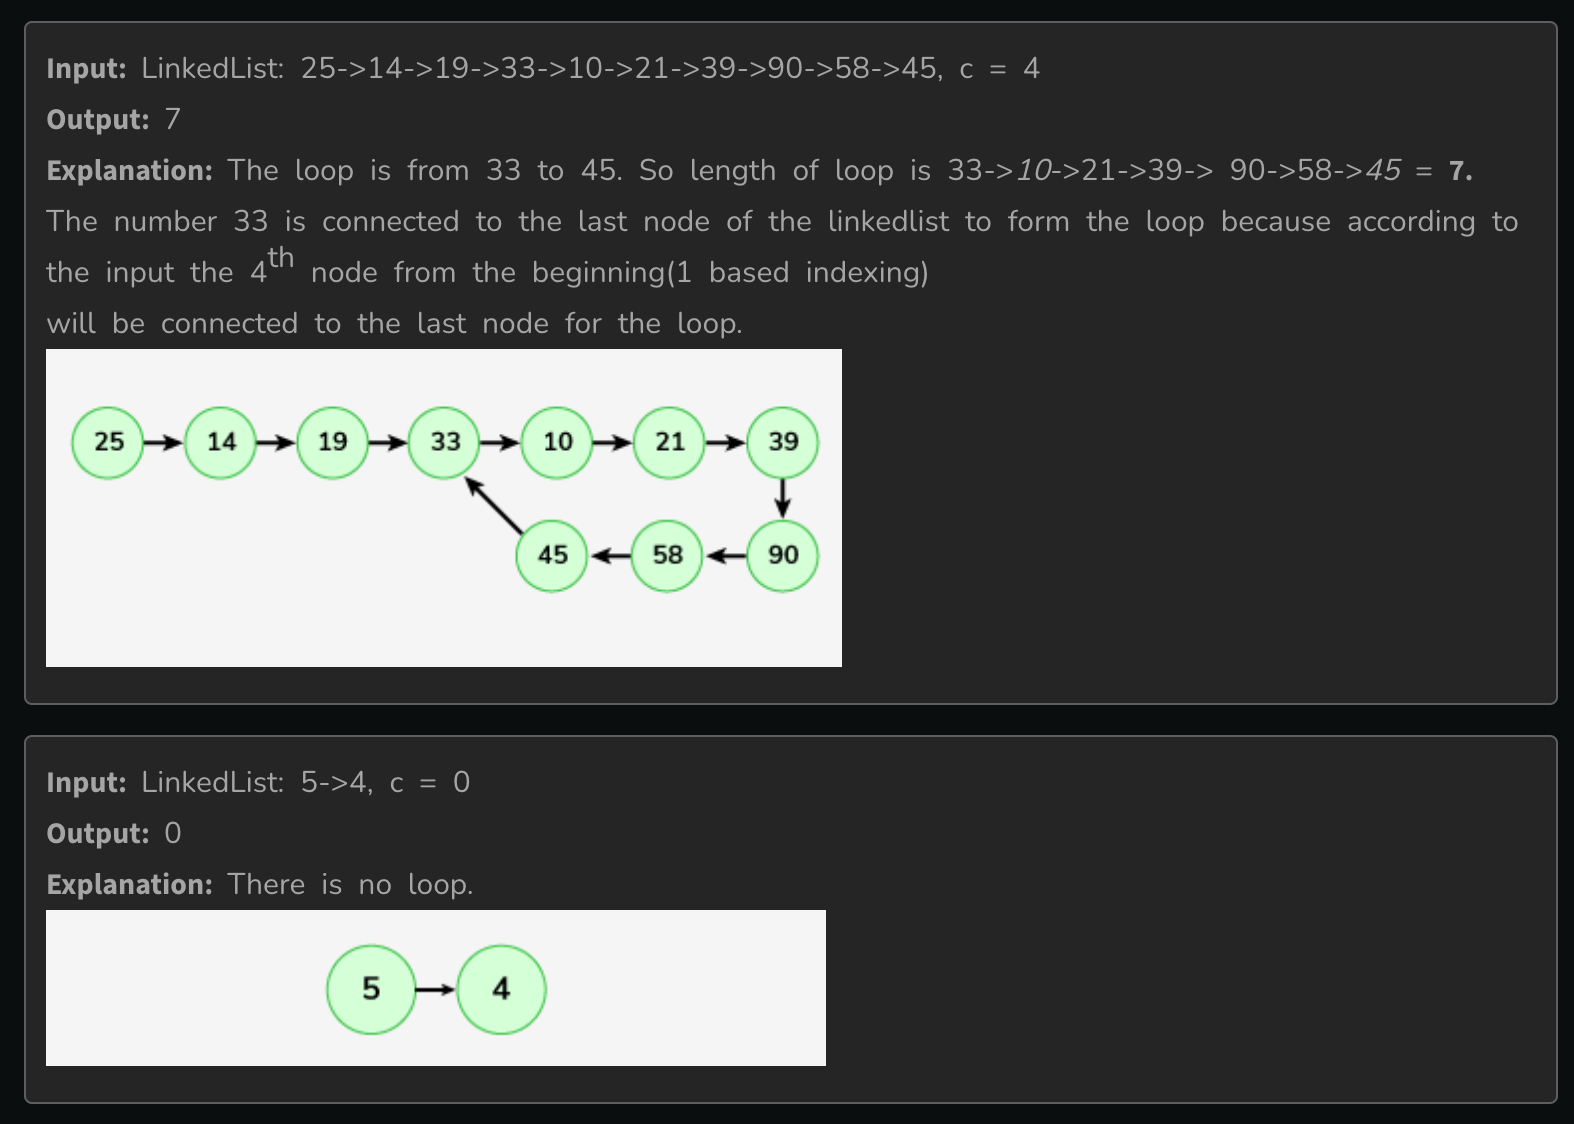 Input: LinkedList: 25->14->19->33->10->21->39->90->58->45, c = 4
Output: 7
Explanation: The loop is from 33 to 45. So length of loop is 33->10->21->39-> 90->58->45 = 7.
The number 33 is connected to the last node of the linkedlist to form the loop because according to
the input the 4th node from the beginning(1 based indexing)
will be connected to the last node for the loop.
25 14 19 33 10 21 39
45 58 90
Input: LinkedList: 5->4, c = 0
Output: 0
Explanation: There is no loop.
5 4